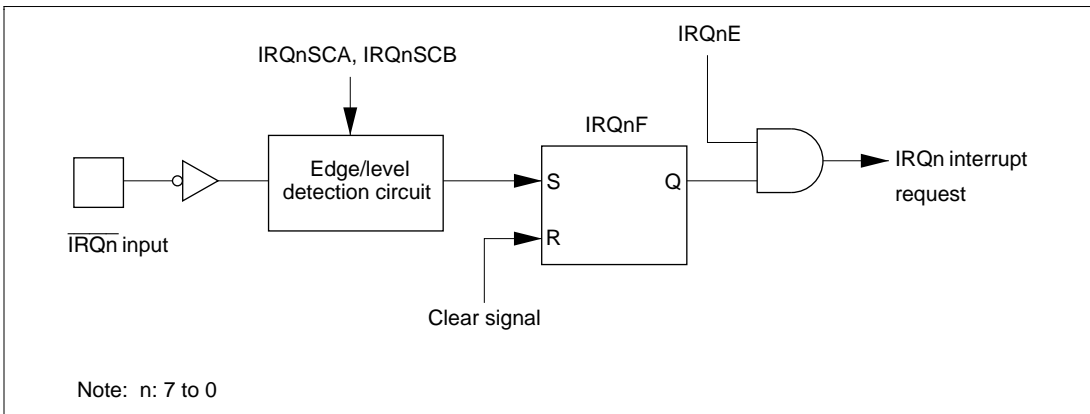 IRQnE
IRQnSCA, IRQnSCB
IRQnF
Edge/level
detection circuit
S
Q
R
IRQn interrupt
request
IRQn input
Clear signal
Note: n: 7 to 0